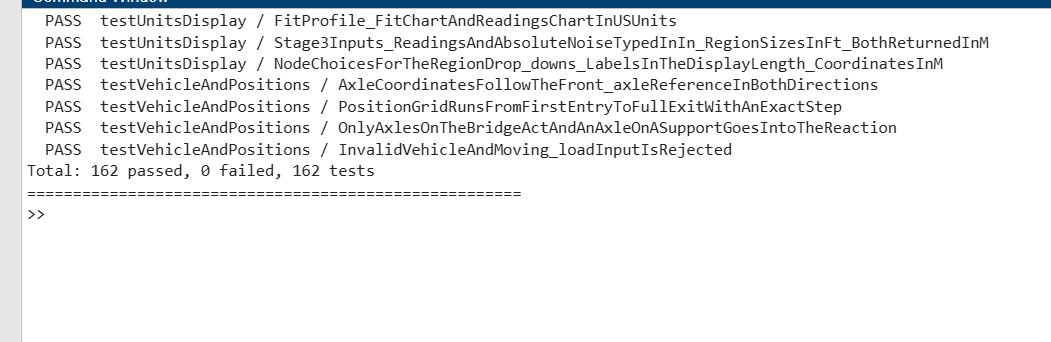 Command Window
PASS testUnitsDisplay / FitProfile_FitChartAndReadingsChartInUSUnits
PASS testUnitsDisplay / Stage3Inputs_ReadingsAndAbsoluteNoiseTypedInIn_RegionSizesInFt_BothReturnedInM
PASS testUnitsDisplay / NodeChoicesForTheRegionDrop_downs_LabelsInTheDisplayLength_CoordinatesInM
PASS testVehicleAndPositions / AxleCoordinatesFollowTheFront_axleReferenceInBothDirections
PASS testVehicleAndPositions / PositionGridRunsFromFirstEntryToFullExitWithAnExactStep
PASS testVehicleAndPositions / OnlyAxlesOnTheBridgeActAndAnAxleOnASupportGoesIntoTheReaction
PASS testVehicleAndPositions / InvalidVehicleAndMoving_loadInputIsRejected
Total: 162 passed, 0 failed, 162 tests
======================================================
>>